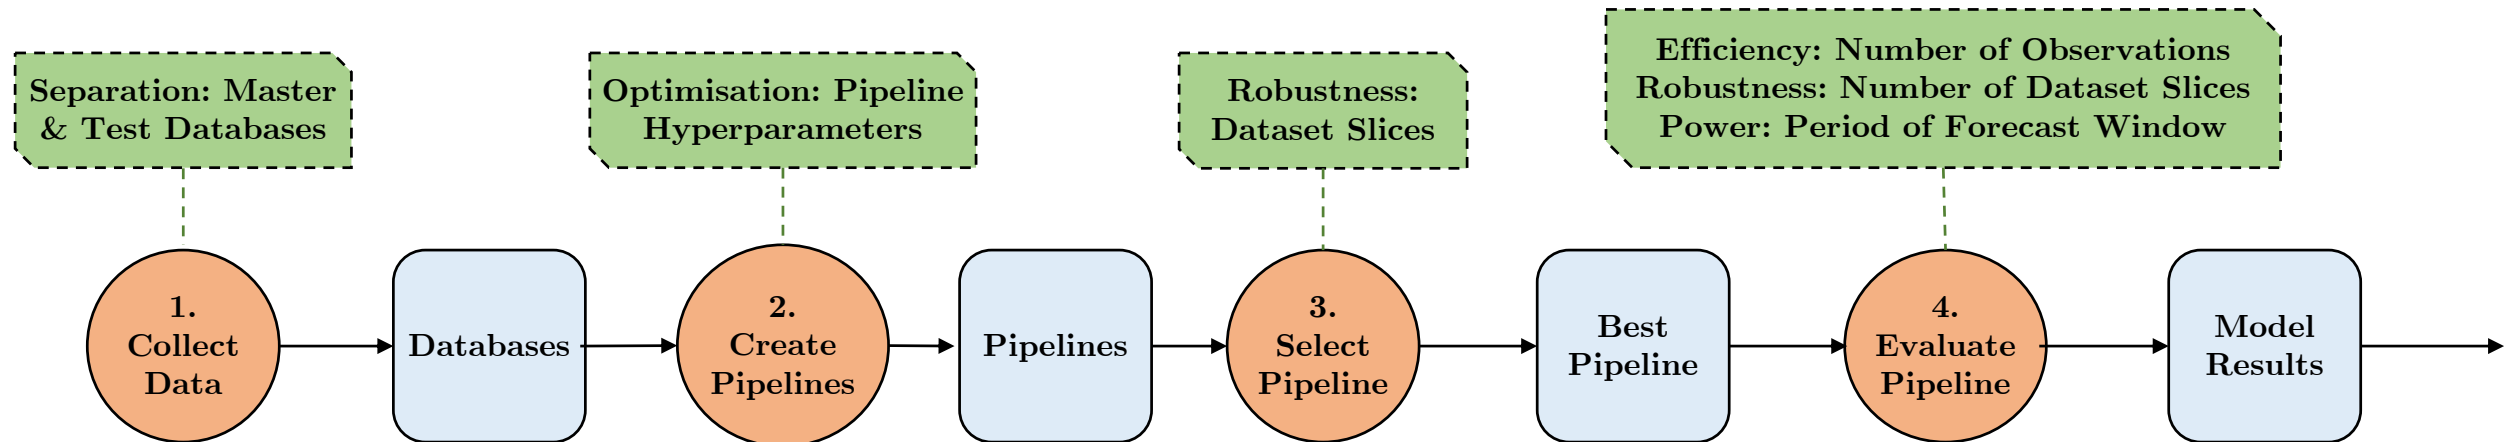 Separation: Master
& Test Databases
Optimisation: Pipeline
Hyperparameters
Robustness:
Dataset Slices
Efficiency: Number of Observations
Robustness: Number of Dataset Slices
Power: Period of Forecast Window
1.
Collect
Data
Databases
2.
Create
Pipelines
Pipelines
3.
Select
Pipeline
Best
Pipeline
4.
Evaluate
Pipeline
Model
Results